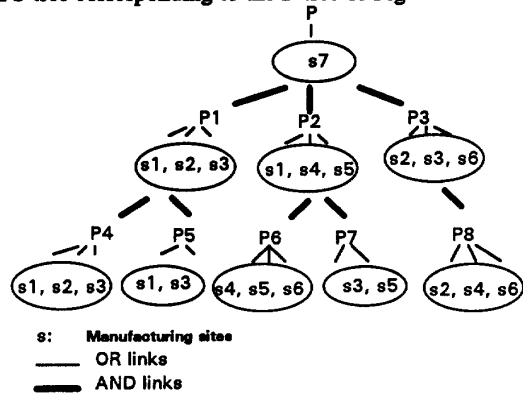 P
s7
P1 P2 P3
s1, s2, s3 s1, s4, s5 s2, s3, s6
P4 P5 P6 P7 P8
s1, s2, s3 s1, s3 s4, s5, s6 s3, s5 s2, s4, s6
s: Manufacturing sites
OR links
AND links